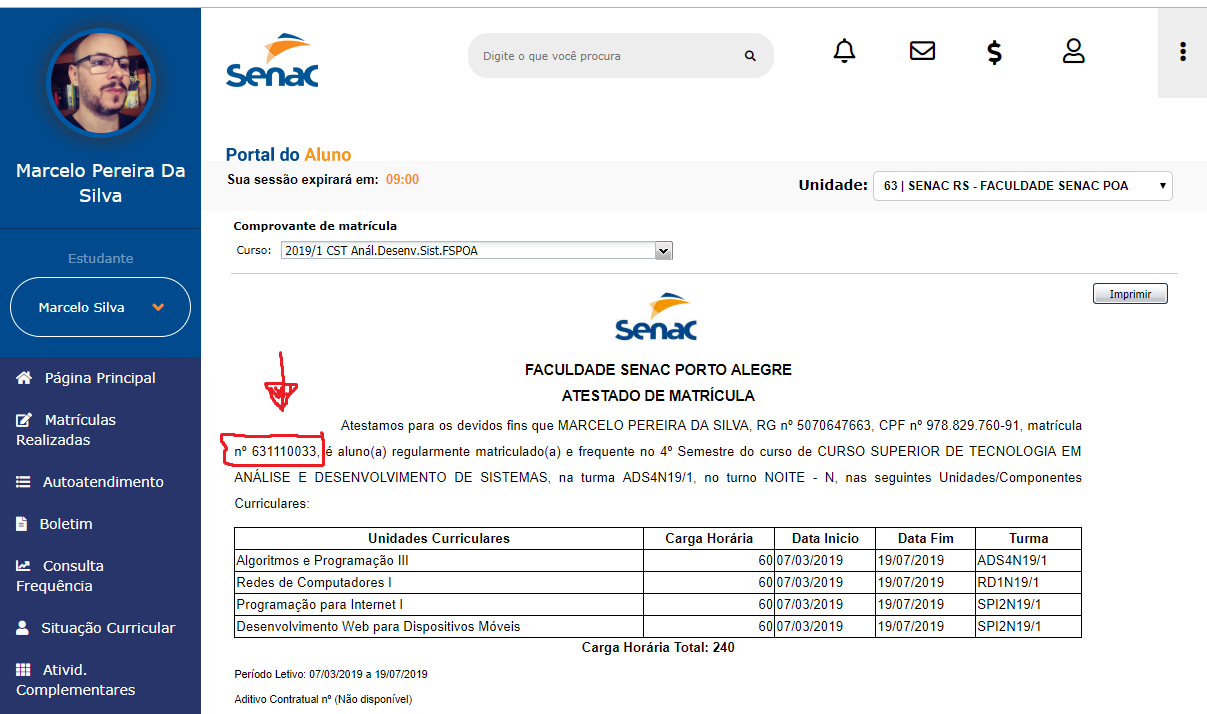 Marcelo Pereira Da
Silva
Estudante
Marcelo Silva
Página Principal
Matrículas
Realizadas
Autoatendimento
Boletim
Consulta
Frequência
Situação Curricular
Ativid.
Complementares
Senac
Digite o que você procura
Portal do Aluno
Sua sessão expirará em: 09:00
Unidade: 63 | SENAC RS - FACULDADE SENAC POA
Comprovante de matrícula
Curso: 2019/1 CST Anál.Desenv.Sist.FSPOA
Imprimir
Senac
FACULDADE SENAC PORTO ALEGRE
ATESTADO DE MATRÍCULA
Atestamos para os devidos fins que MARCELO PEREIRA DA SILVA, RG nº 5070647663, CPF nº 978.829.760-91, matrícula
nº 631110033, é aluno(a) regularmente matriculado(a) e frequente no 4º Semestre do curso de CURSO SUPERIOR DE TECNOLOGIA EM
ANÁLISE E DESENVOLVIMENTO DE SISTEMAS, na turma ADS4N19/1, no turno NOITE - N, nas seguintes Unidades/Componentes
Curriculares:
Unidades Curriculares Carga Horária Data Inicio Data Fim Turma
Algoritmos e Programação III 60 07/03/2019 19/07/2019 ADS4N19/1
Redes de Computadores I 60 07/03/2019 19/07/2019 RD1N19/1
Programação para Internet I 60 07/03/2019 19/07/2019 SPI2N19/1
Desenvolvimento Web para Dispositivos Móveis 60 07/03/2019 19/07/2019 SPI2N19/1
Carga Horária Total: 240
Período Letivo: 07/03/2019 a 19/07/2019
Aditivo Contratual nº (Não disponível)